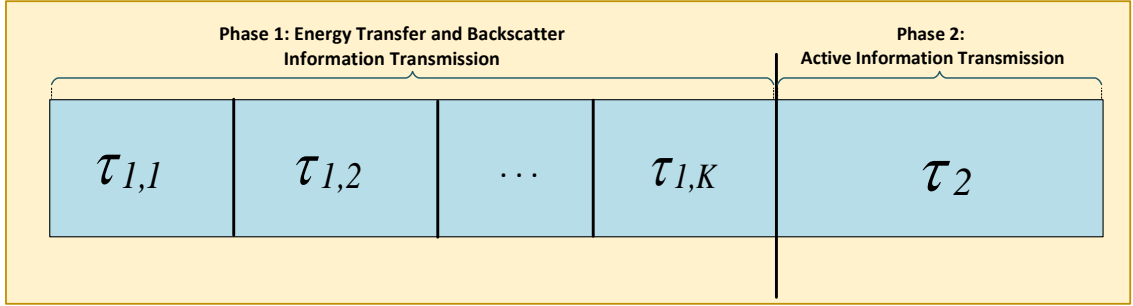 Phase 1: Energy Transfer and Backscatter
Information Transmission
Phase 2:
Active Information Transmission
τ1,1 τ1,2 ... τ1,K τ2